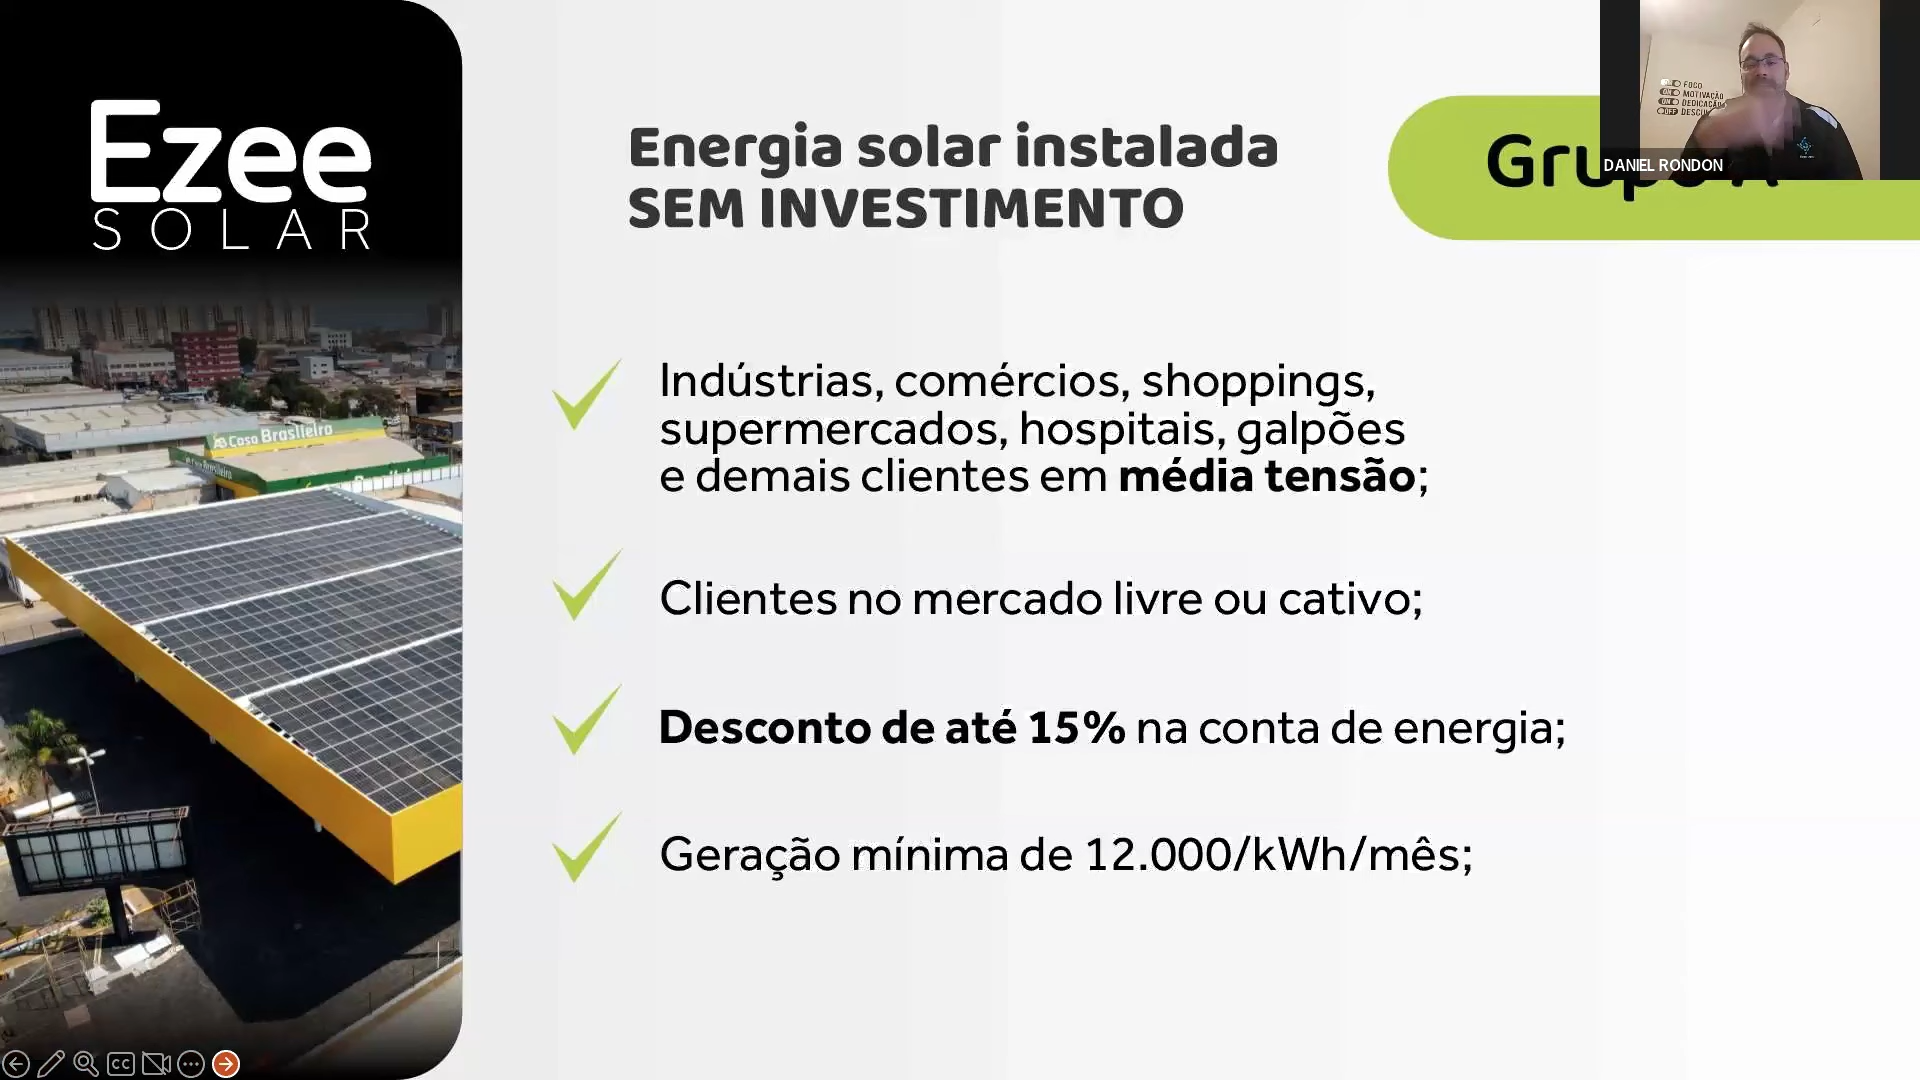 Ezee
SOLAR
Energia solar instalada
SEM INVESTIMENTO
FOCO
MOTIVAÇÃO
DEDICAÇÃO
DANIEL RONDON
Indústrias, comércios, shoppings,
supermercados, hospitais, galpões
e demais clientes em média tensão;
Clientes no mercado livre ou cativo;
Desconto de até 15% na conta de energia;
Geração mínima de 12.000/kWh/mês;
Casa Brasileira
CC